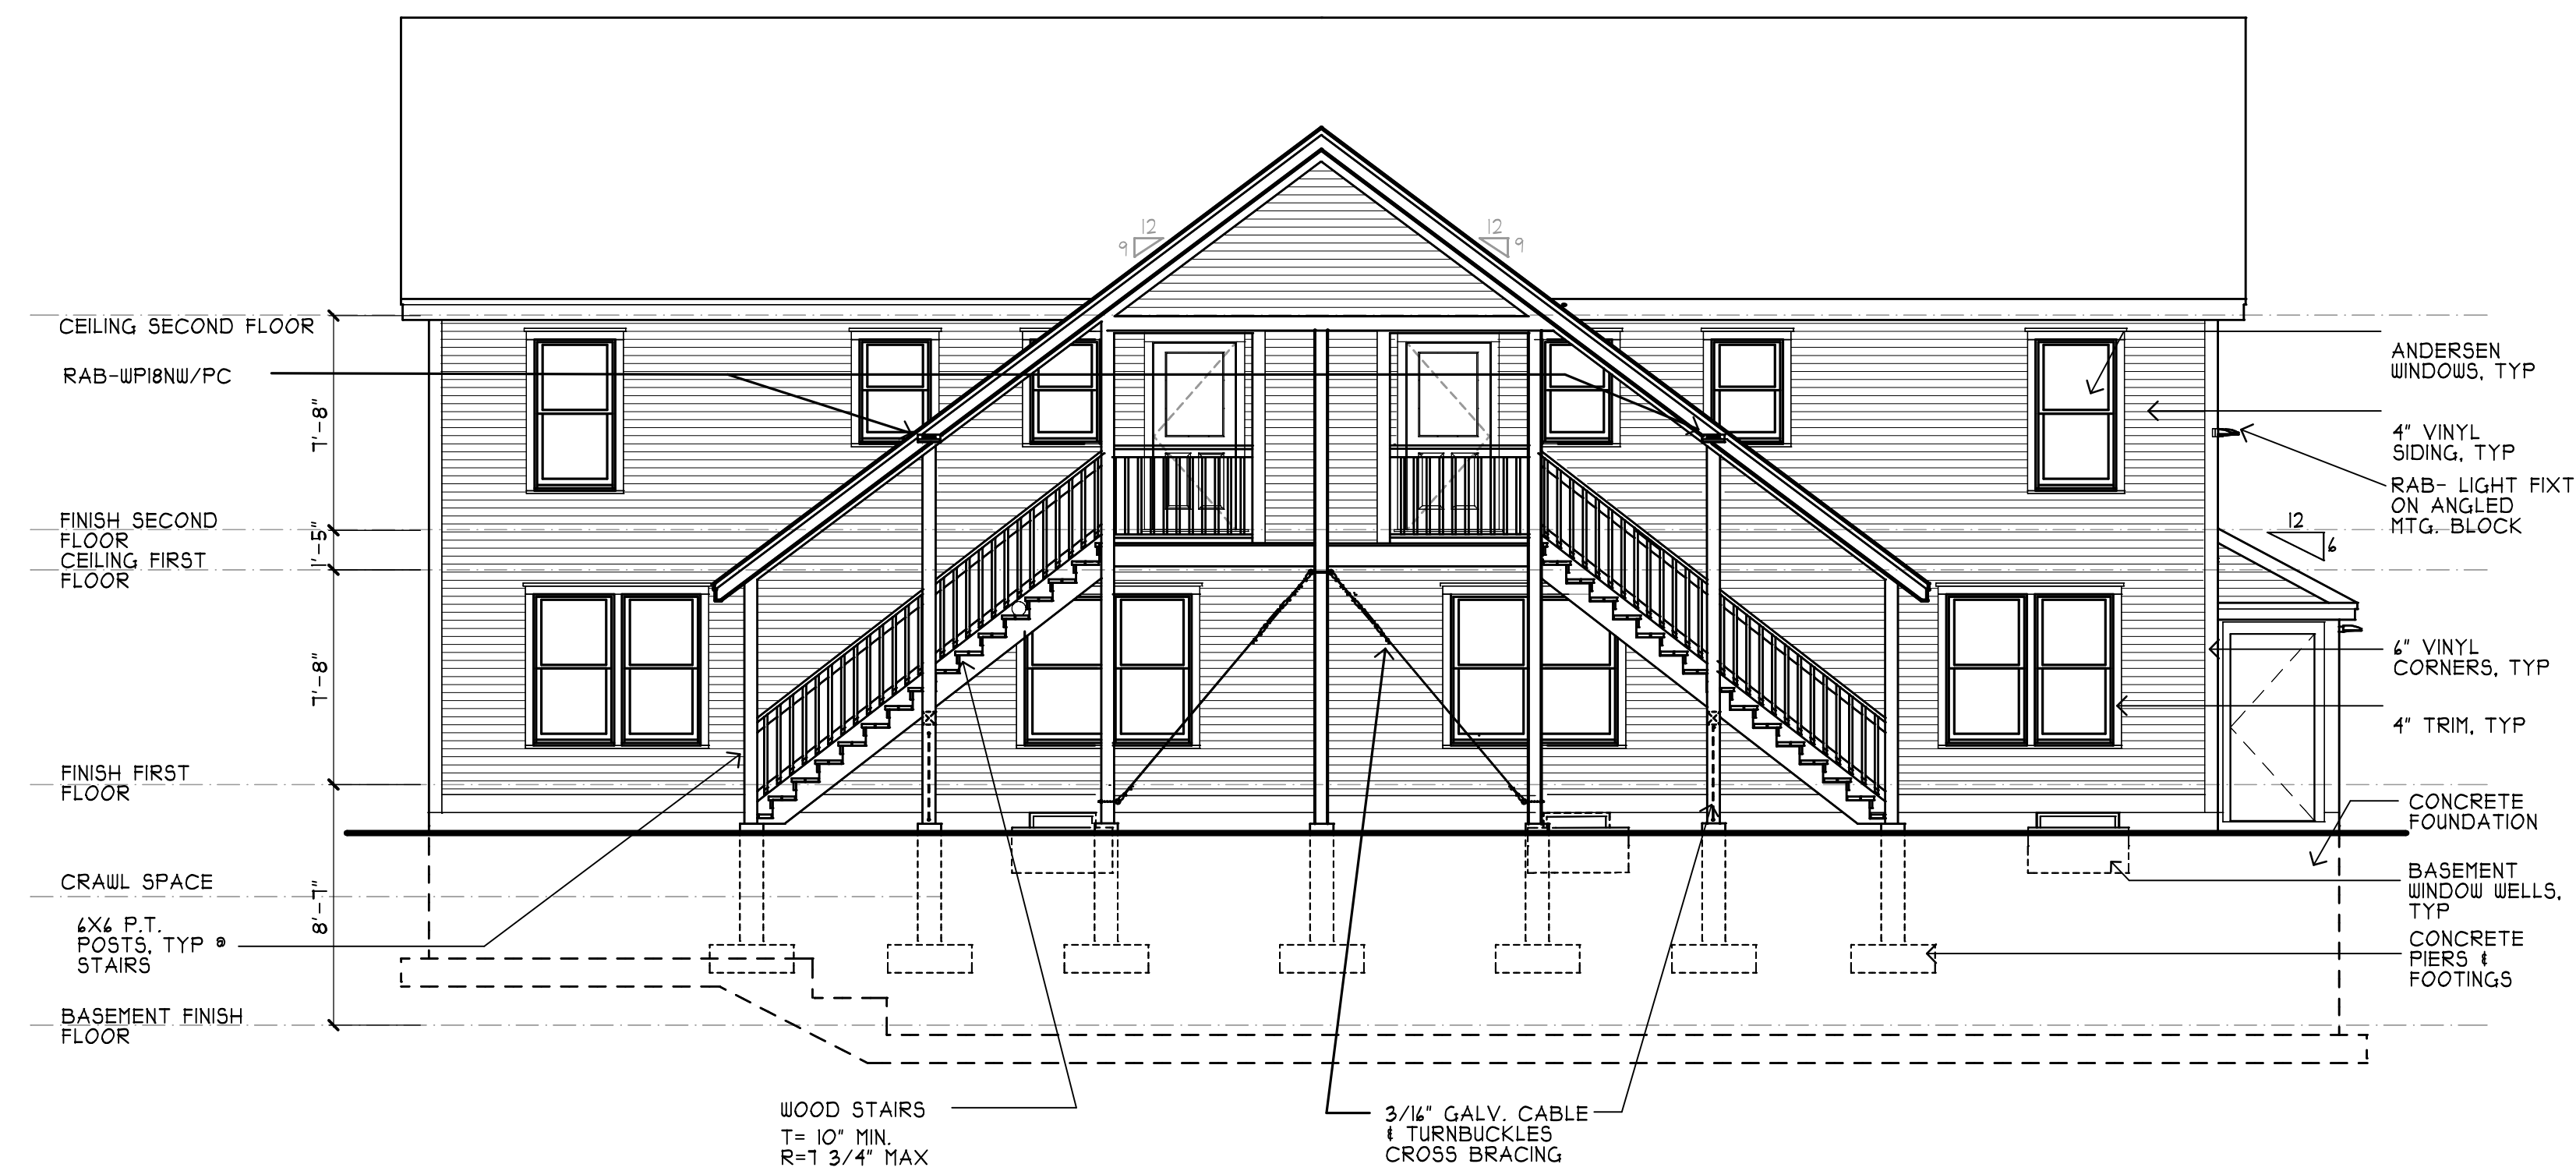 12
9
12
9
CEILING SECOND FLOOR
RAB-WP18NW/PC
7'-8"
FINISH SECOND
FLOOR
1'-5"
CEILING FIRST
FLOOR
7'-8"
FINISH FIRST
FLOOR
CRAWL SPACE
8'-7"
6X6 P.T.
POSTS, TYP @
STAIRS
BASEMENT FINISH
FLOOR
WOOD STAIRS
T= 10" MIN.
R=7 3/4" MAX
3/16" GALV. CABLE
& TURNBUCKLES
CROSS BRACING
ANDERSEN
WINDOWS, TYP
4" VINYL
SIDING, TYP
RAB- LIGHT FIXT
ON ANGLED
MTG. BLOCK
12
6
6" VINYL
CORNERS, TYP
4" TRIM, TYP
CONCRETE
FOUNDATION
BASEMENT
WINDOW WELLS,
TYP
CONCRETE
PIERS &
FOOTINGS